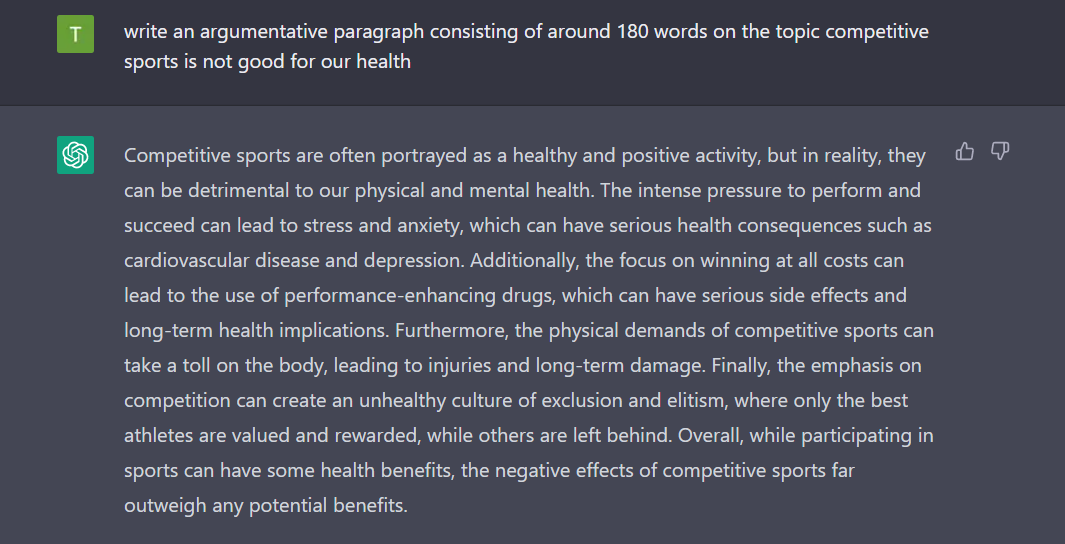 T
write an argumentative paragraph consisting of around 180 words on the topic competitive
sports is not good for our health
Competitive sports are often portrayed as a healthy and positive activity, but in reality, they
can be detrimental to our physical and mental health. The intense pressure to perform and
succeed can lead to stress and anxiety, which can have serious health consequences such as
cardiovascular disease and depression. Additionally, the focus on winning at all costs can
lead to the use of performance-enhancing drugs, which can have serious side effects and
long-term health implications. Furthermore, the physical demands of competitive sports can
take a toll on the body, leading to injuries and long-term damage. Finally, the emphasis on
competition can create an unhealthy culture of exclusion and elitism, where only the best
athletes are valued and rewarded, while others are left behind. Overall, while participating in
sports can have some health benefits, the negative effects of competitive sports far
outweigh any potential benefits.